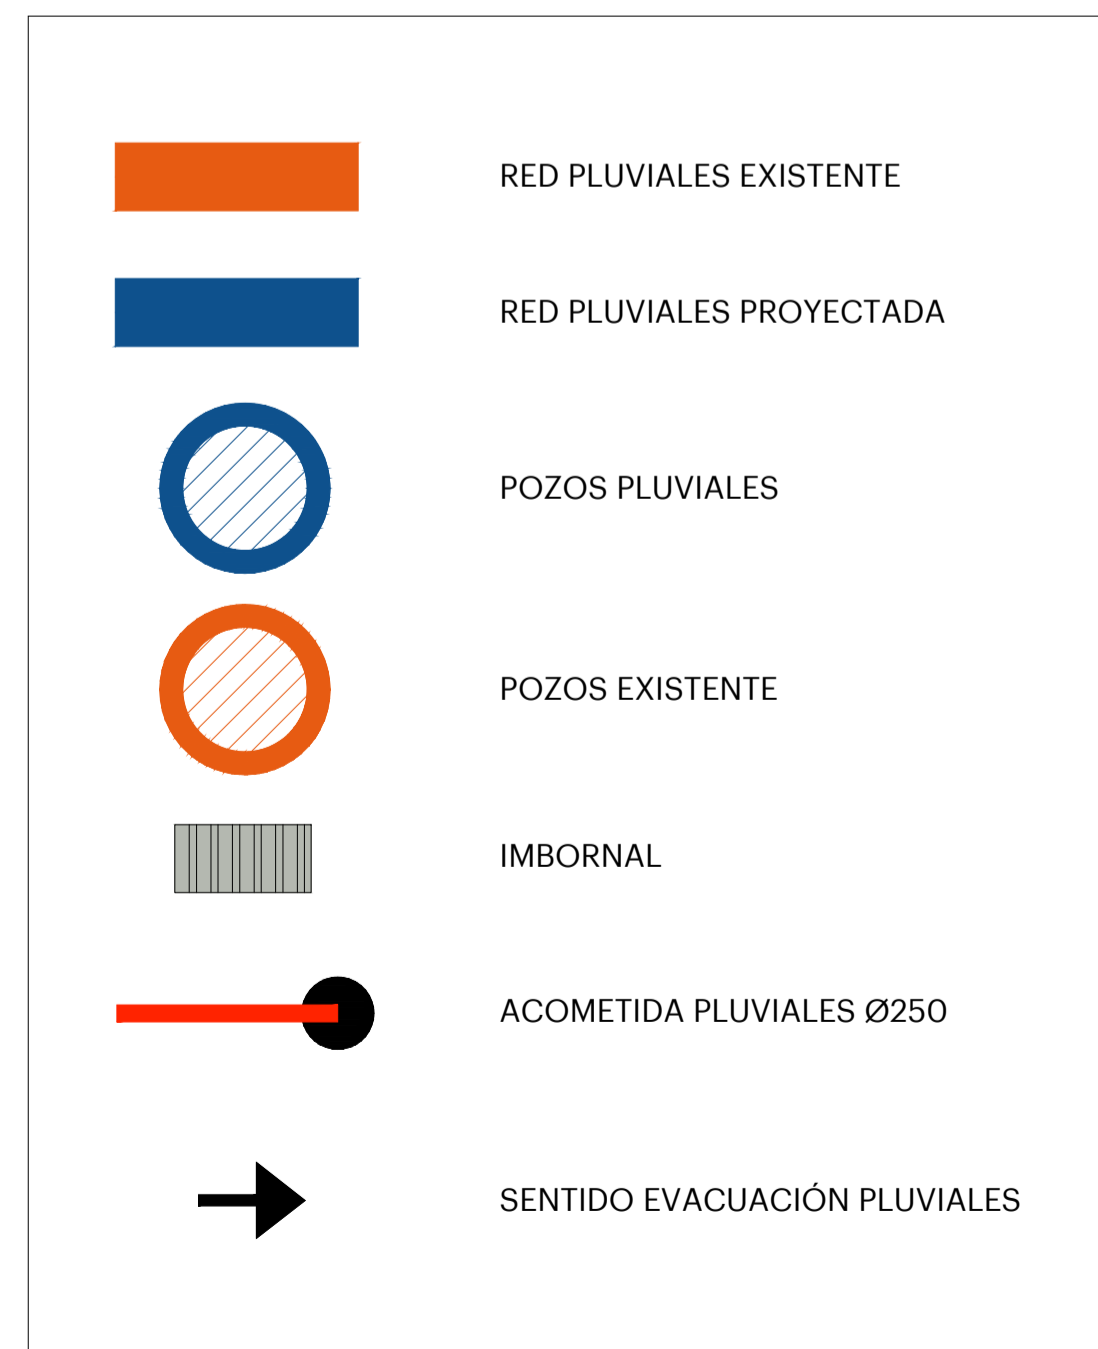 RED PLUVIALES EXISTENTE
RED PLUVIALES PROYECTADA
POZOS PLUVIALES
POZOS EXISTENTE
IMBORNAL
ACOMETIDA PLUVIALES Ø250
SENTIDO EVACUACIÓN PLUVIALES